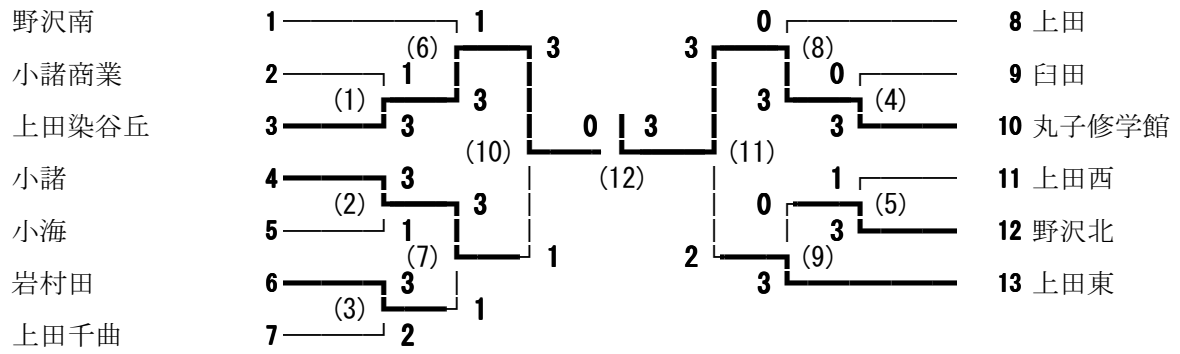 野沢南 1 1 0 8 上田
(6) 3 3 (8)
小諸商業 2 1 0 9 臼田
(1) 3 3 (4)
上田染谷丘 3 3 0 3 3 10 丸子修学館
(10) (11)
小諸 4 3 (12) 1 11 上田西
(2) 3 0 (5)
小海 5 1 3 12 野沢北
(7) 1 2 (9)
岩村田 6 3 3 13 上田東
(3) 1
上田千曲 7 2